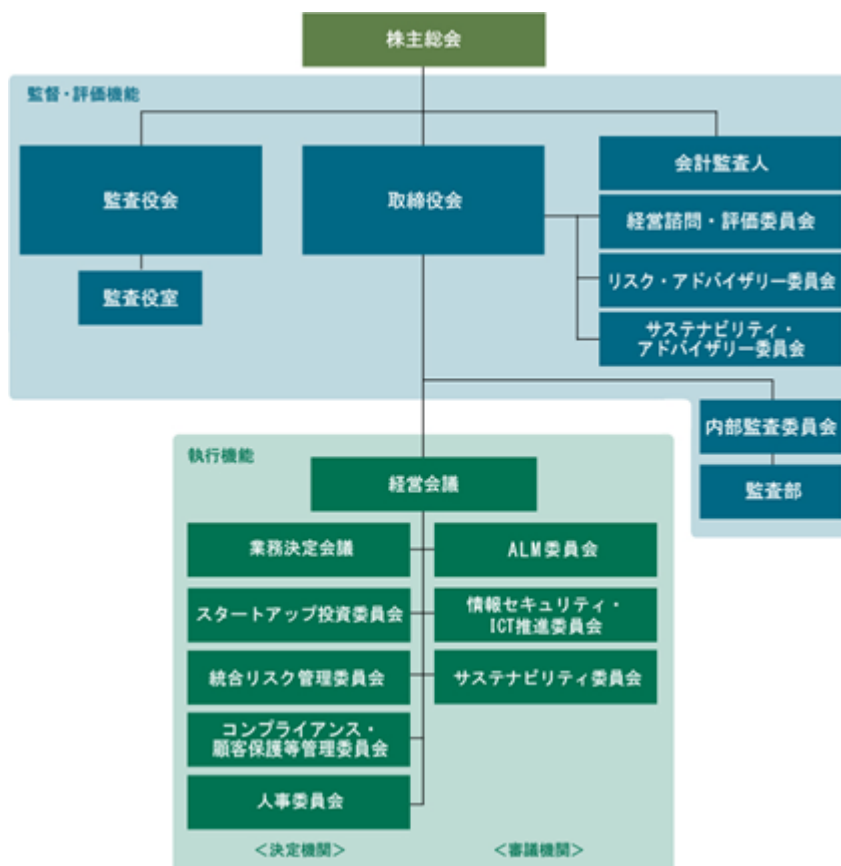 株主総会
監督・評価機能
監査役会
取締役会
会計監査人
経営諮問・評価委員会
リスク・アドバイザリー委員会
サステナビリティ・
アドバイザリー委員会
監査役室
内部監査委員会
監査部
執行機能
経営会議
業務決定会議
ALM委員会
スタートアップ投資委員会
情報セキュリティ・
ICT推進委員会
統合リスク管理委員会
サステナビリティ委員会
コンプライアンス・
顧客保護等管理委員会
人事委員会
＜決定機関＞
＜審議機関＞